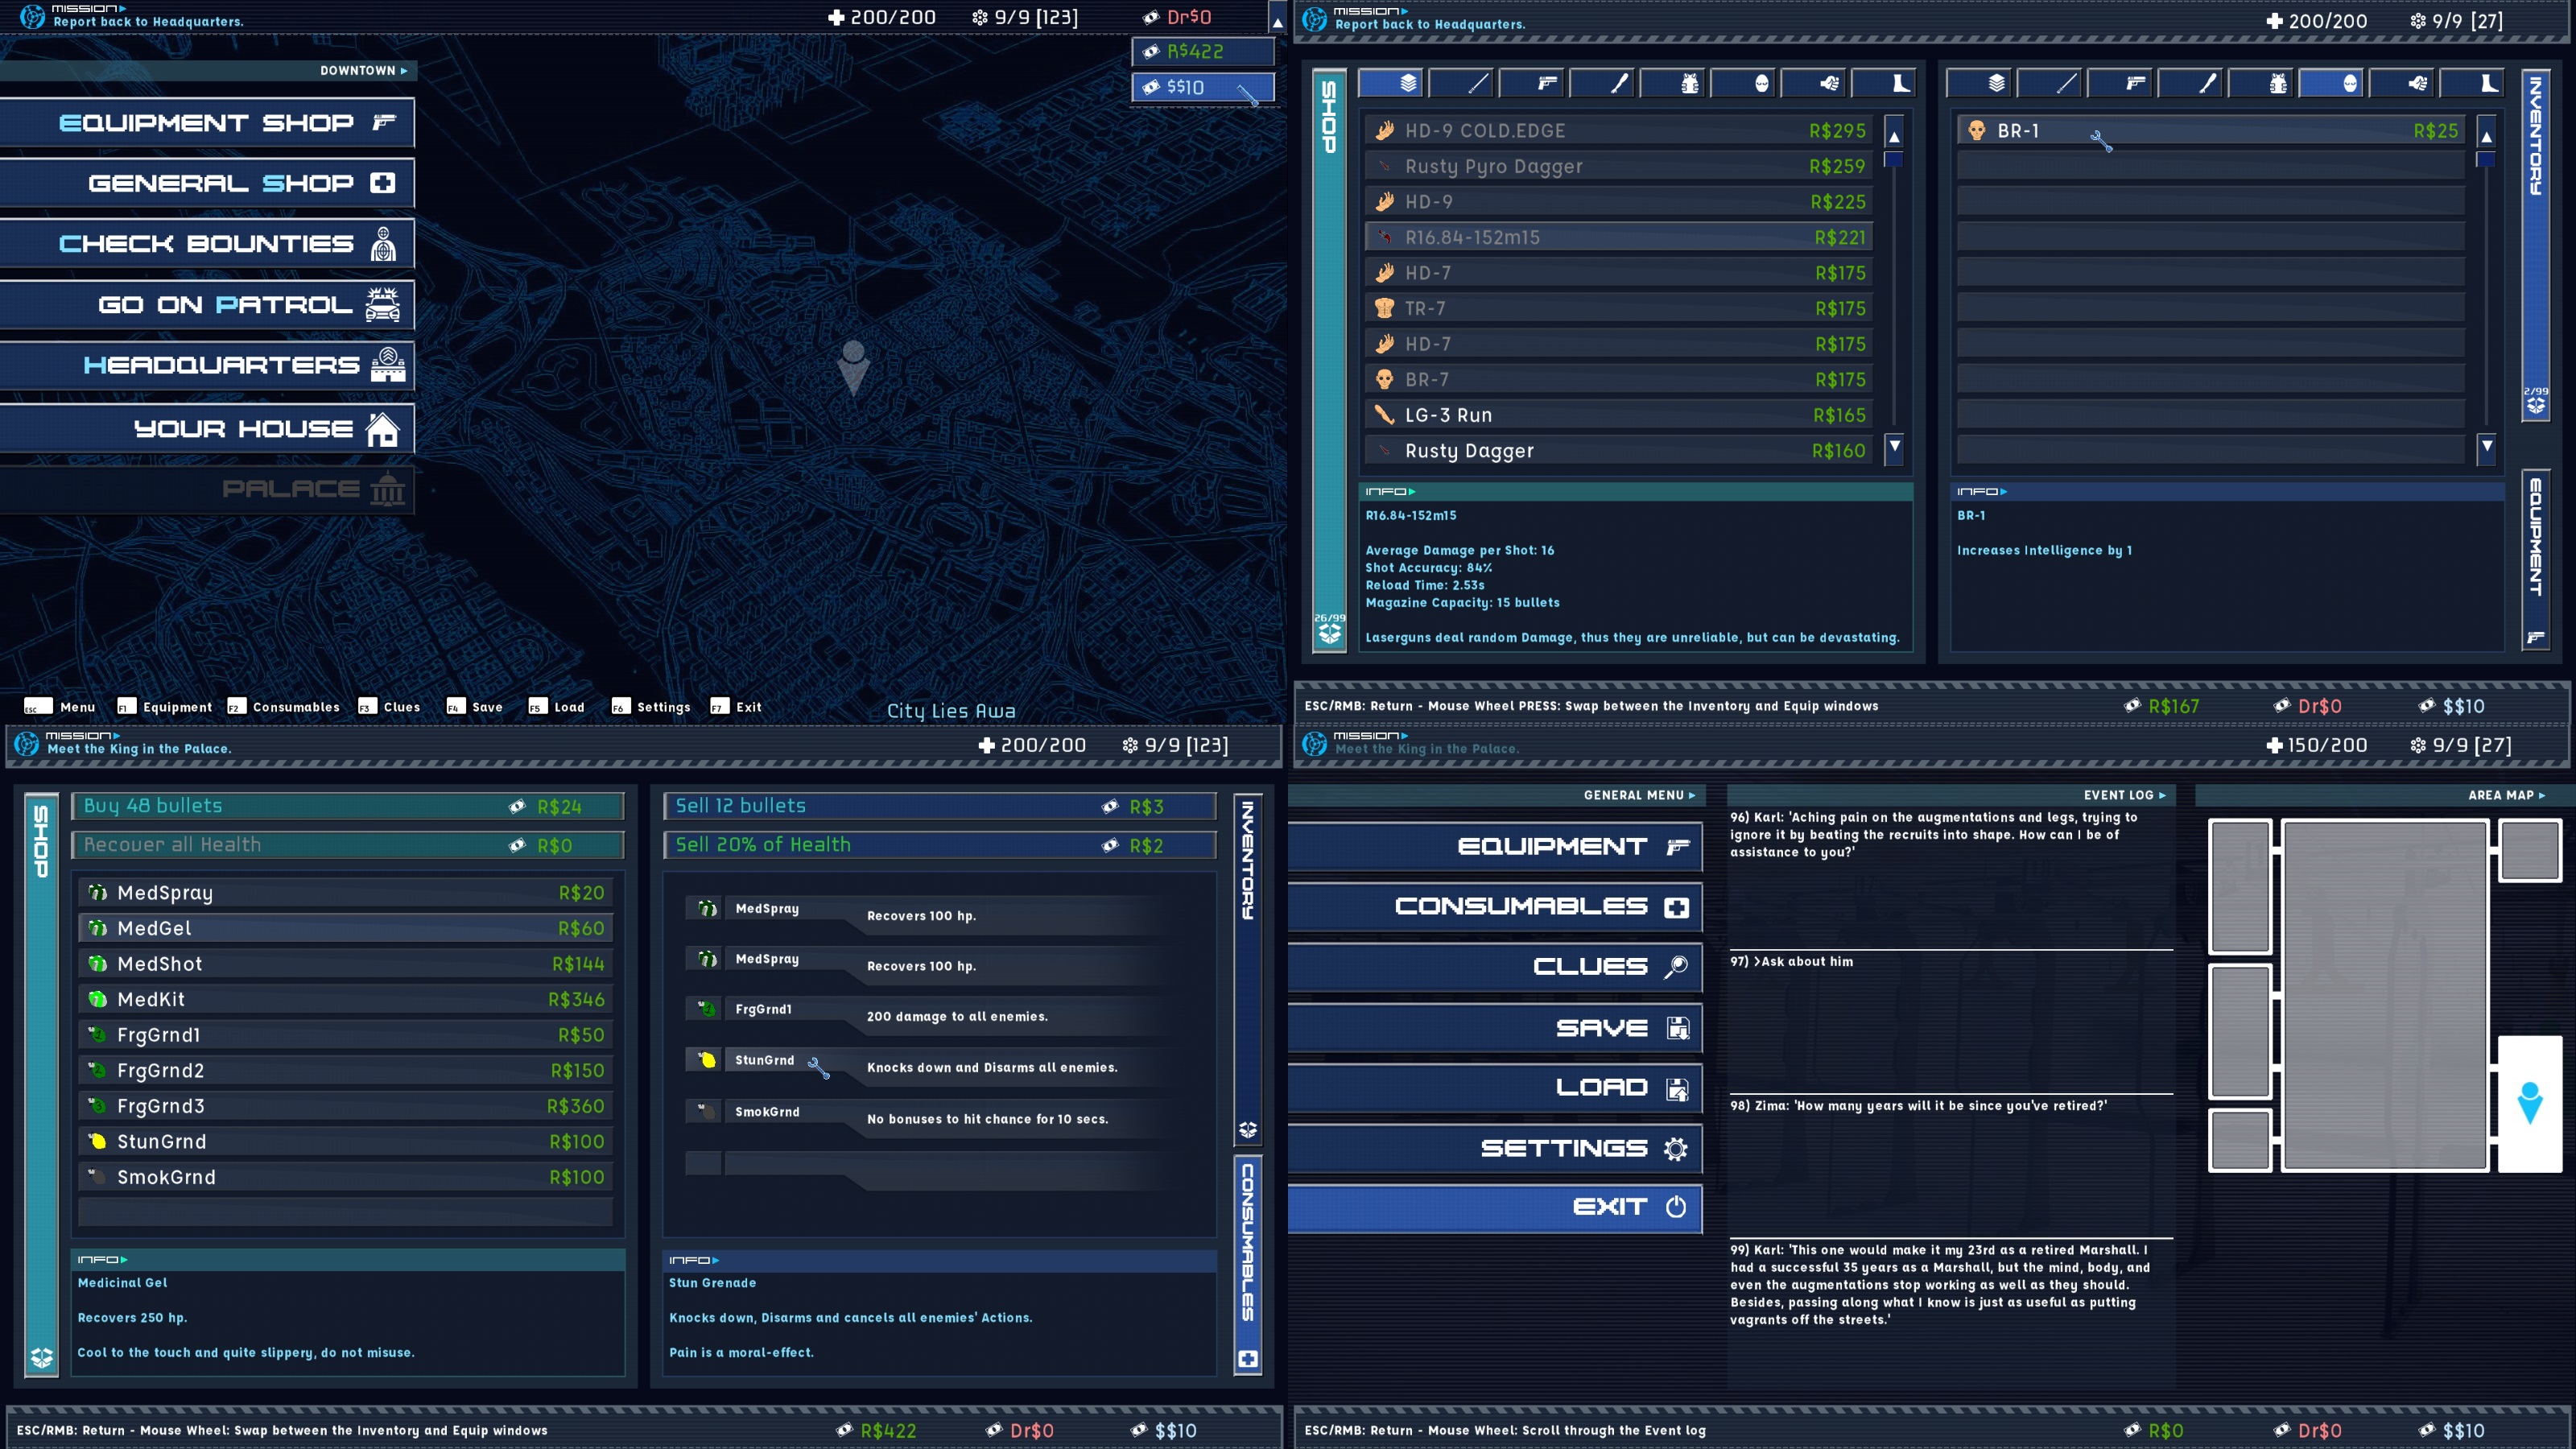 MISSION
Report back to Headquarters.
200/200
9/9 [123]
Dr$0
R$422
$$10
DOWNTOWN
EQUIPMENT SHOP
GENERAL SHOP
CHECK BOUNTIES
GO ON PATROL
HEADQUARTERS
YOUR HOUSE
PALACE
ESC Menu F1 Equipment F2 Consumables F3 Clues F4 Save F5 Load F6 Settings F7 Exit
City Lies Awa
MISSION
Report back to Headquarters.
200/200
9/9 [27]
SHOP
26/99
HD-9 COLD.EDGE R$295
Rusty Pyro Dagger R$259
HD-9 R$225
R16.84-152m15 R$221
HD-7 R$175
TR-7 R$175
HD-7 R$175
BR-7 R$175
LG-3 Run R$165
Rusty Dagger R$160
INFO
R16.84-152m15
Average Damage per Shot: 16
Shot Accuracy: 84%
Reload Time: 2.53s
Magazine Capacity: 15 bullets
Laserguns deal random Damage, thus they are unreliable, but can be devastating.
BR-1 R$25
INVENTORY
2/99
EQUIPMENT
INFO
BR-1
Increases Intelligence by 1
ESC/RMB: Return - Mouse Wheel PRESS: Swap between the Inventory and Equip windows
R$167
Dr$0
$$10
MISSION
Meet the King in the Palace.
200/200
9/9 [123]
SHOP
Buy 48 bullets R$24
Recover all Health R$0
MedSpray R$20
MedGel R$60
MedShot R$144
MedKit R$346
FrgGrnd1 R$50
FrgGrnd2 R$150
FrgGrnd3 R$360
StunGrnd R$100
SmokGrnd R$100
INFO
Medicinal Gel
Recovers 250 hp.
Cool to the touch and quite slippery, do not misuse.
Sell 12 bullets R$3
Sell 20% of Health R$2
MedSpray Recovers 100 hp.
MedSpray Recovers 100 hp.
FrgGrnd1 200 damage to all enemies.
StunGrnd Knocks down and Disarms all enemies.
SmokGrnd No bonuses to hit chance for 10 secs.
INVENTORY
CONSUMABLES
INFO
Stun Grenade
Knocks down, Disarms and cancels all enemies' Actions.
Pain is a moral-effect.
ESC/RMB: Return - Mouse Wheel: Swap between the Inventory and Equip windows
R$422
Dr$0
$$10
MISSION
Meet the King in the Palace.
150/200
9/9 [27]
GENERAL MENU
EQUIPMENT
CONSUMABLES
CLUES
SAVE
LOAD
SETTINGS
EXIT
EVENT LOG
96) Karl: 'Aching pain on the augmentations and legs, trying to
ignore it by beating the recruits into shape. How can I be of
assistance to you?'
97) >Ask about him
98) Zima: 'How many years will it be since you've retired?'
99) Karl: 'This one would make it my 23rd as a retired Marshall. I
had a successful 35 years as a Marshall, but the mind, body, and
even the augmentations stop working as well as they should.
Besides, passing along what I know is just as useful as putting
vagrants off the streets.'
AREA MAP
ESC/RMB: Return - Mouse Wheel: Scroll through the Event log
R$0
Dr$0
$$10